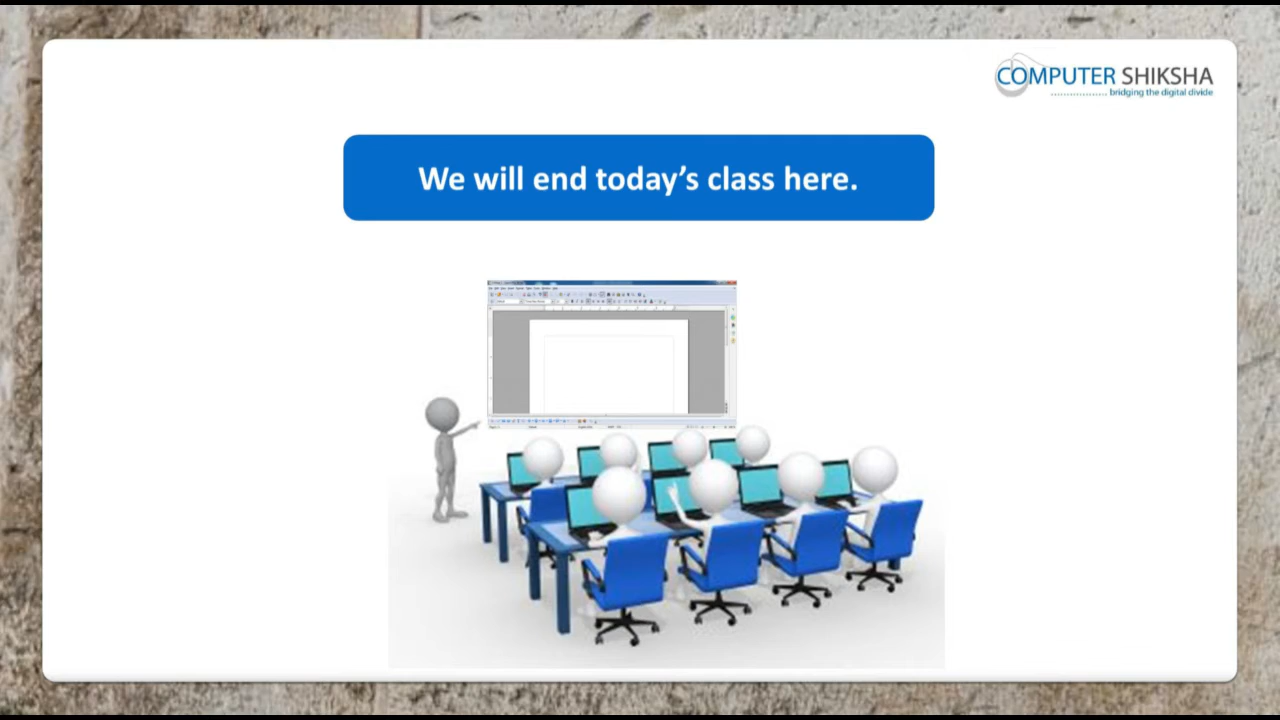 COMPUTER SHIKSHA
bridging the digital divide
We will end today's class here.